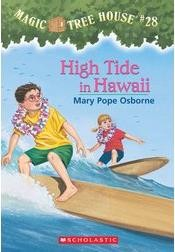 MAGIC TREE HOUSE #28
High Tide
in Hawaii
Mary Pope Osborne
SCHOLASTIC